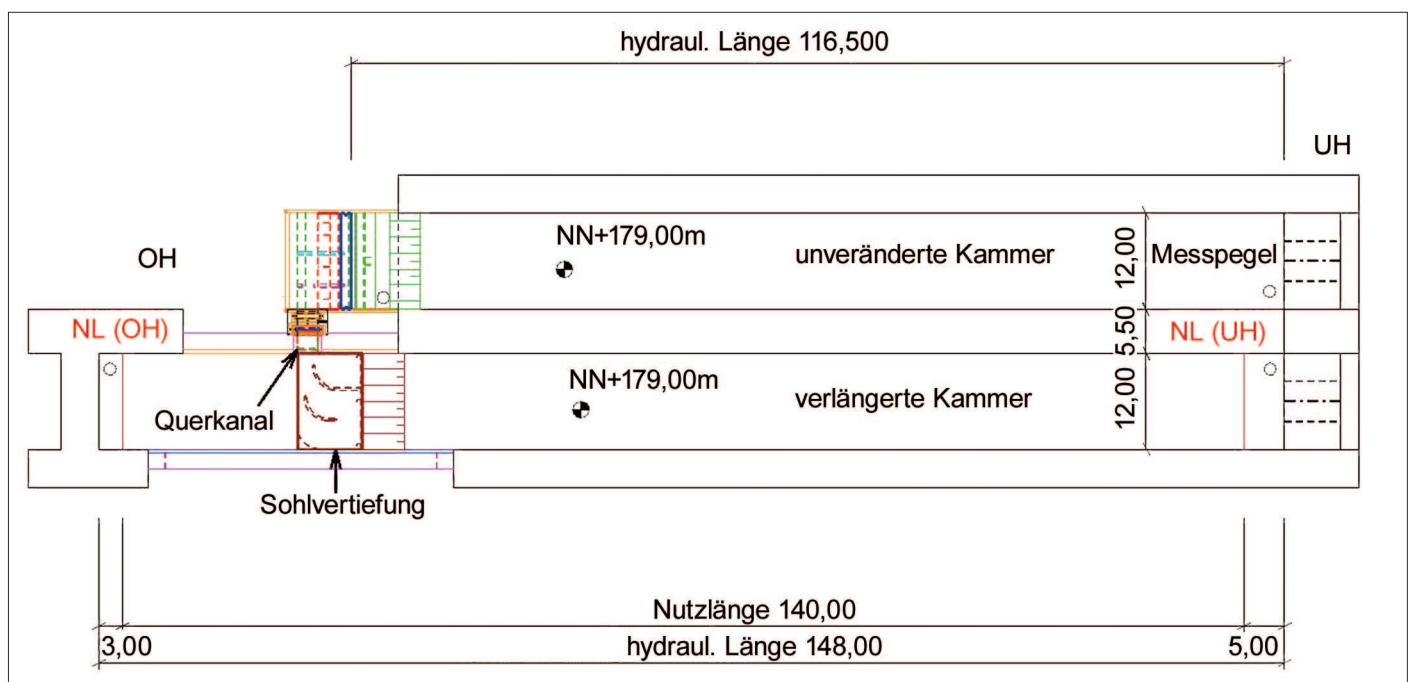 hydraul. Länge 116,500
UH
OH
NN+179,00m
unveränderte Kammer
12,00
Messpegel
NL (OH)
5,50
NL (UH)
NN+179,00m
verlängerte Kammer
12,00
Querkanal
Sohlvertiefung
Nutzlänge 140,00
3,00
hydraul. Länge 148,00
5,00